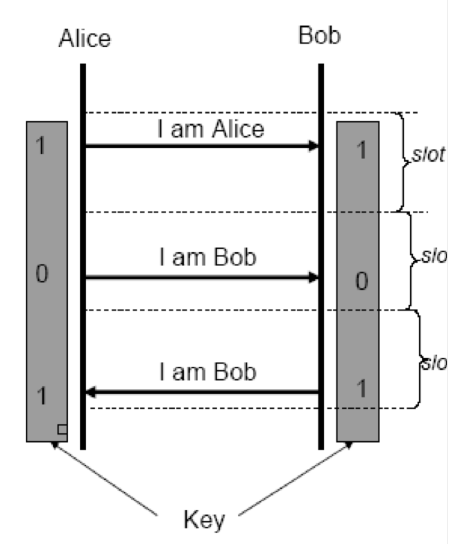 Alice Bob
I am Alice
1 1 slot
I am Bob
0 0 slo
I am Bob
1 1 slo
Key